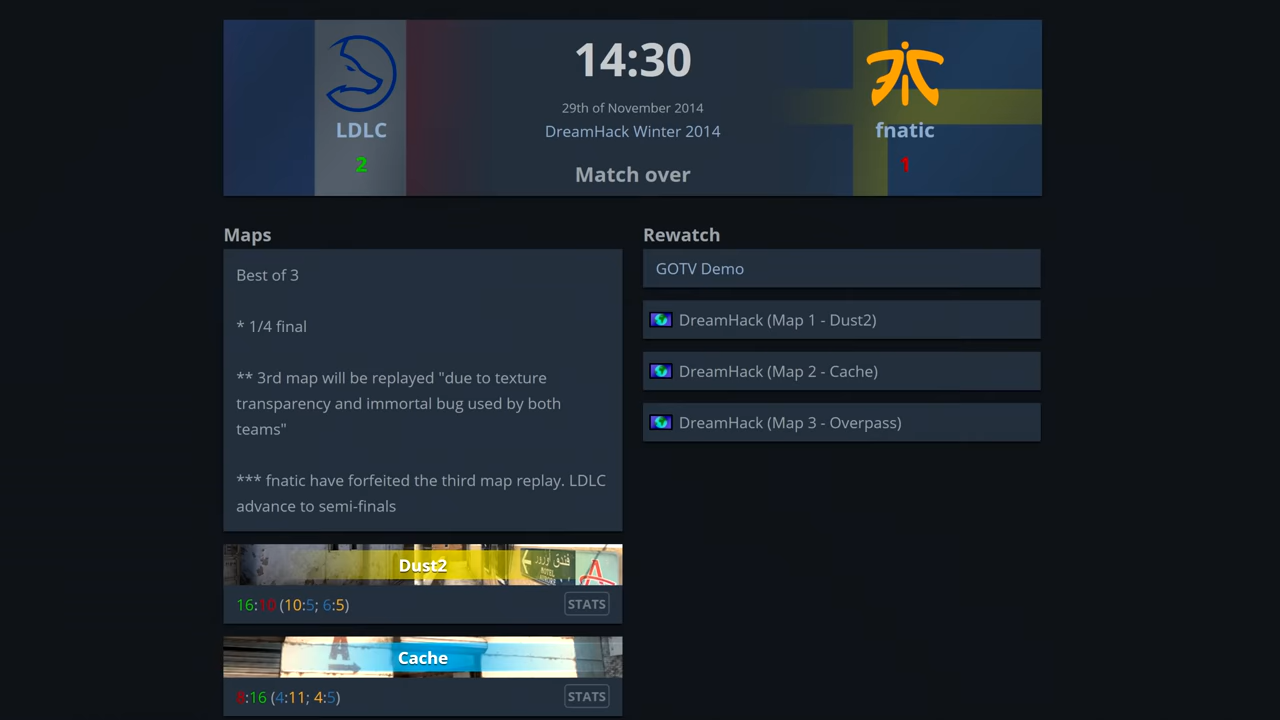 14:30
29th of November 2014
DreamHack Winter 2014
Match over
LDLC
2
fnatic
1
Maps
Best of 3
* 1/4 final
** 3rd map will be replayed "due to texture
transparency and immortal bug used by both
teams"
*** fnatic have forfeited the third map replay. LDLC
advance to semi-finals
Dust2
16:10 (10:5; 6:5)
STATS
Cache
8:16 (4:11; 4:5)
STATS
Rewatch
GOTV Demo
DreamHack (Map 1 - Dust2)
DreamHack (Map 2 - Cache)
DreamHack (Map 3 - Overpass)